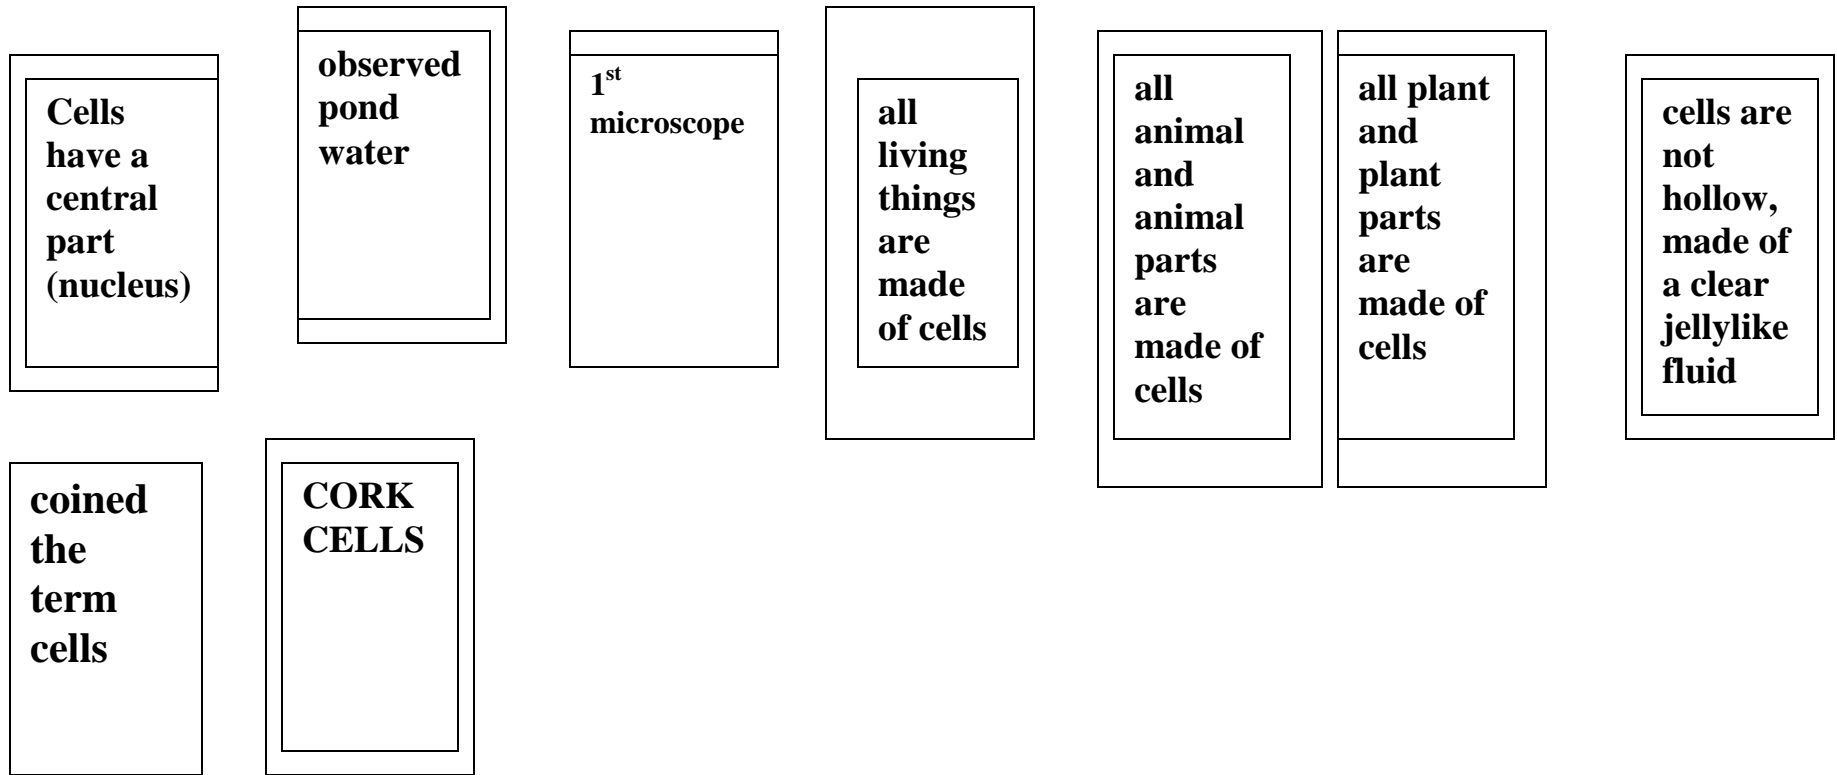 Cells
have a
central
part
(nucleus)
observed
pond
water
1st
microscope
all
living
things
are
made
of cells
all
animal
and
animal
parts
are
made of
cells
all plant
and
plant
parts
are
made of
cells
cells are
not
hollow,
made of
a clear
jellylike
fluid
coined
the
term
cells
CORK
CELLS